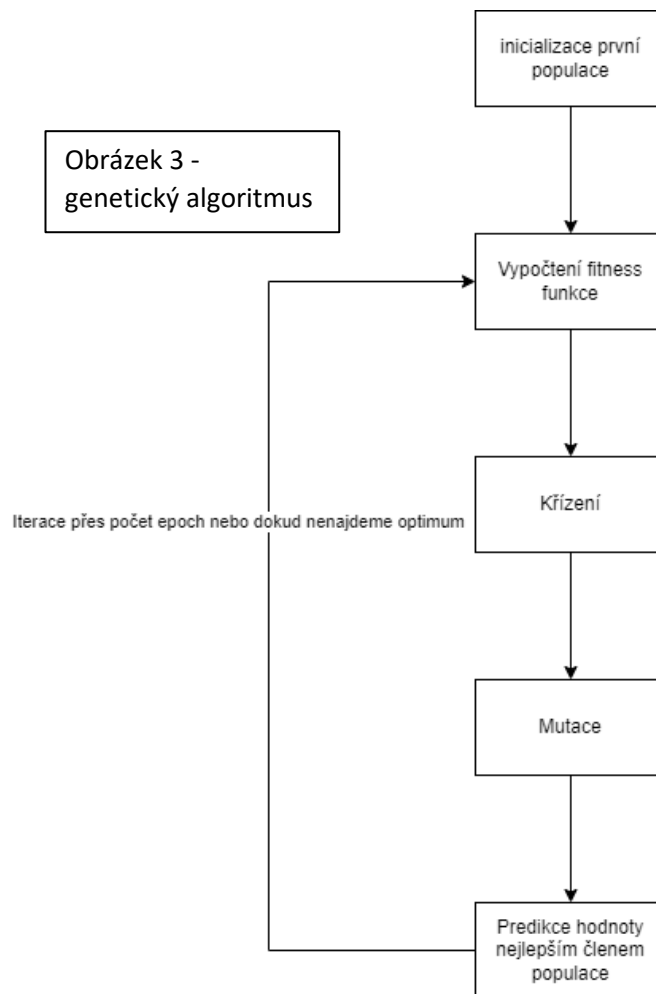 inicializace první
populace
Obrázek 3 -
genetický algoritmus
Vypočtení fitness
funkce
Křízení
Iterace přes počet epoch nebo dokud nenajdeme optimum
Mutace
Predikce hodnoty
nejlepším členem
populace